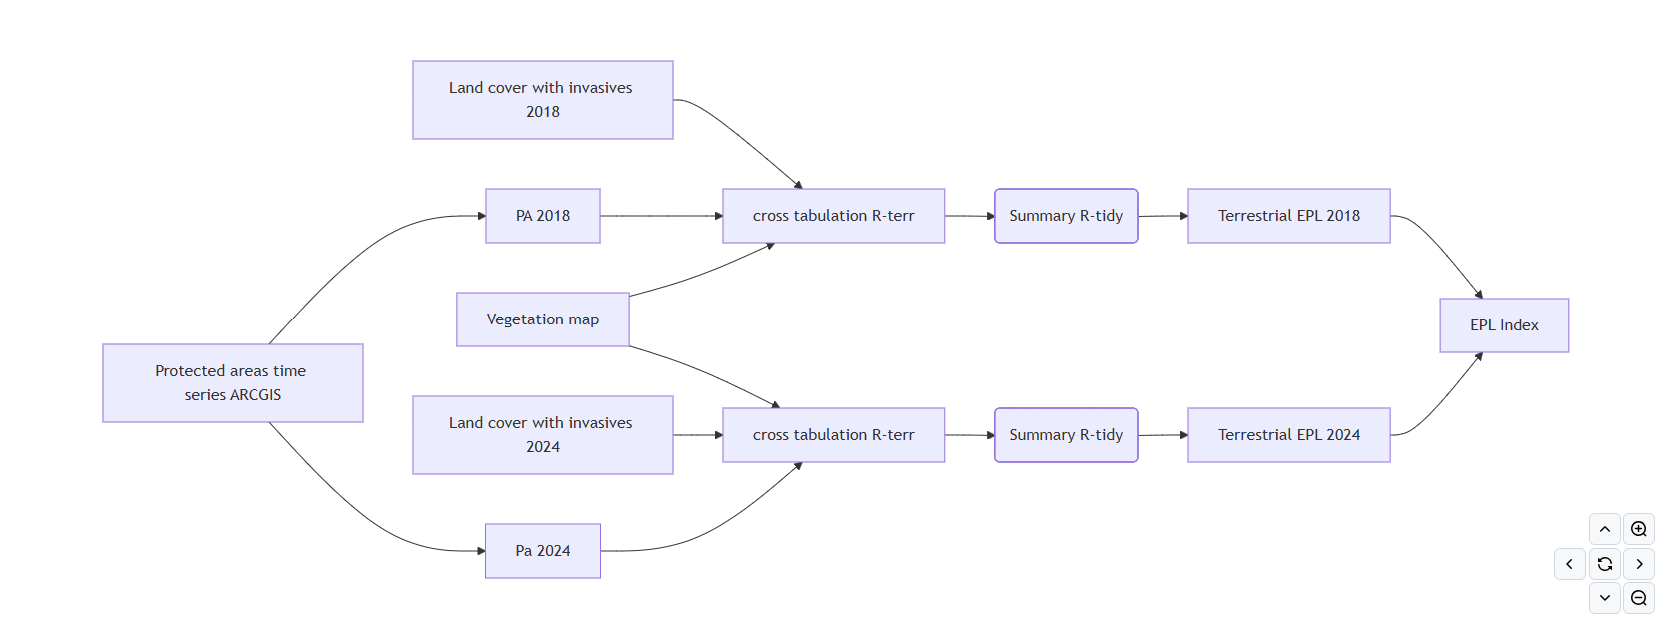 Land cover with invasives
2018
PA 2018
cross tabulation R-terr
Summary R-tidy
Terrestrial EPL 2018
Vegetation map
EPL Index
Protected areas time
series ARCGIS
Land cover with invasives
2024
cross tabulation R-terr
Summary R-tidy
Terrestrial EPL 2024
Pa 2024